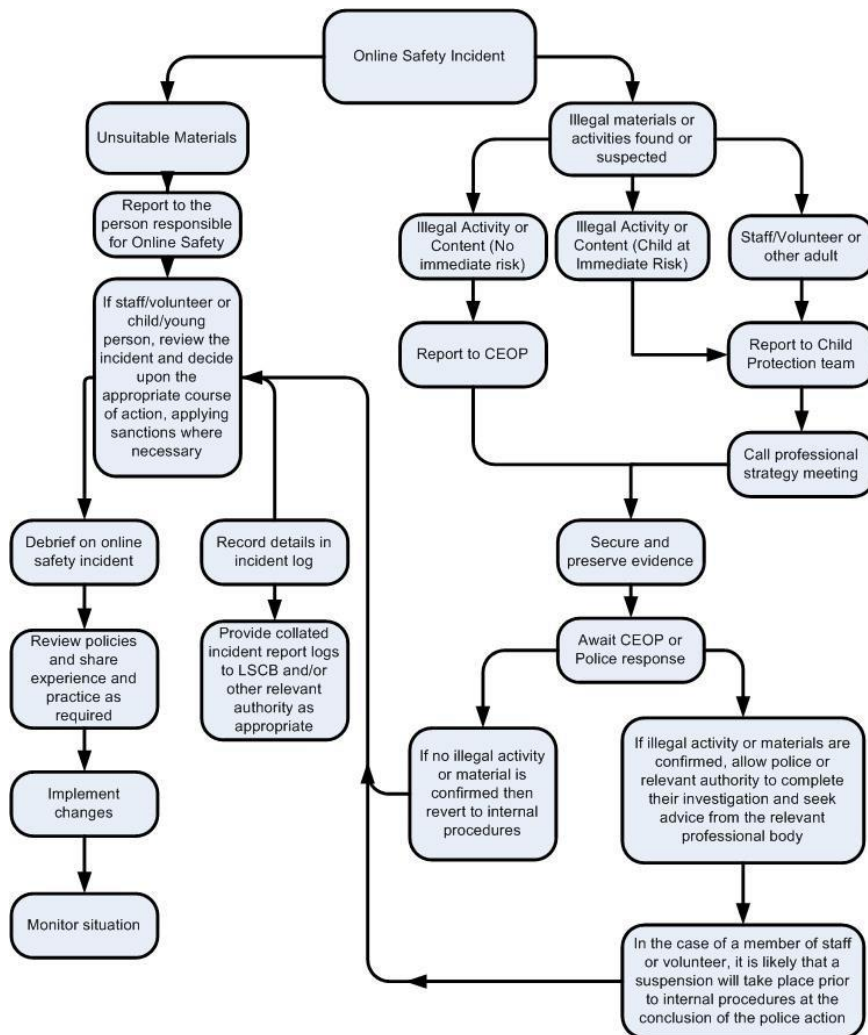 Online Safety Incident
Unsuitable Materials
Report to the
person responsible
for Online Safety
If staff/volunteer or
child/young
person, review the
incident and decide
upon the
appropriate course
of action, applying
sanctions where
necessary
Debrief on online
safety incident
Review policies
and share
experience and
practice as
required
Implement
changes
Monitor situation
Record details in
incident log
Provide collated
incident report logs
to LSCB and/or
other relevant
authority as
appropriate
Illegal materials or
activities found or
suspected
Illegal Activity or
Content (No
immediate risk)
Illegal Activity or
Content (Child at
Immediate Risk)
Staff/Volunteer or
other adult
Report to CEOP
Report to Child
Protection team
Call professional
strategy meeting
Secure and
preserve evidence
Await CEOP or
Police response
If no illegal activity
or material is
confirmed then
revert to internal
procedures
If illegal activity or materials are
confirmed, allow police or
relevant authority to complete
their investigation and seek
advice from the relevant
professional body
In the case of a member of staff
or volunteer, it is likely that a
suspension will take place prior
to internal procedures at the
conclusion of the police action